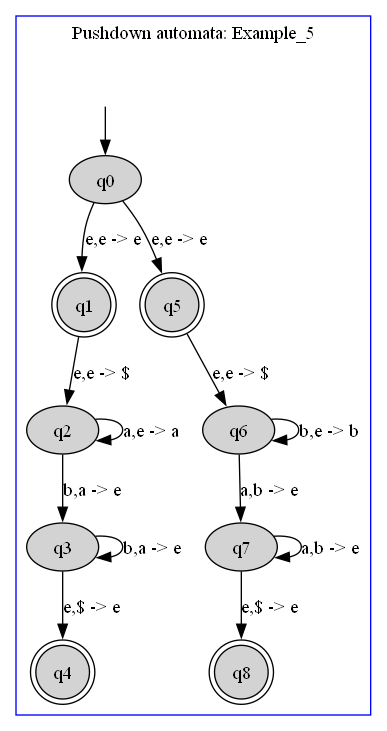 Pushdown automata: Example_5
q0
e,e -> e
e,e -> e
q1
q5
e,e -> $
e,e -> $
q2
a,e -> a
q6
b,e -> b
b,a -> e
a,b -> e
q3
b,a -> e
q7
a,b -> e
e,$ -> e
e,$ -> e
q4
q8